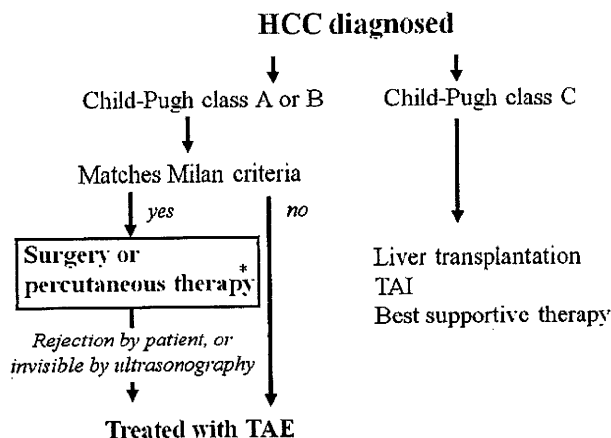 HCC diagnosed
Child-Pugh class A or B
Child-Pugh class C
Matches Milan criteria
yes
no
Surgery or
percutaneous therapy*
Rejection by patient, or
invisible by ultrasonography
Treated with TAE
Liver transplantation
TAI
Best supportive therapy